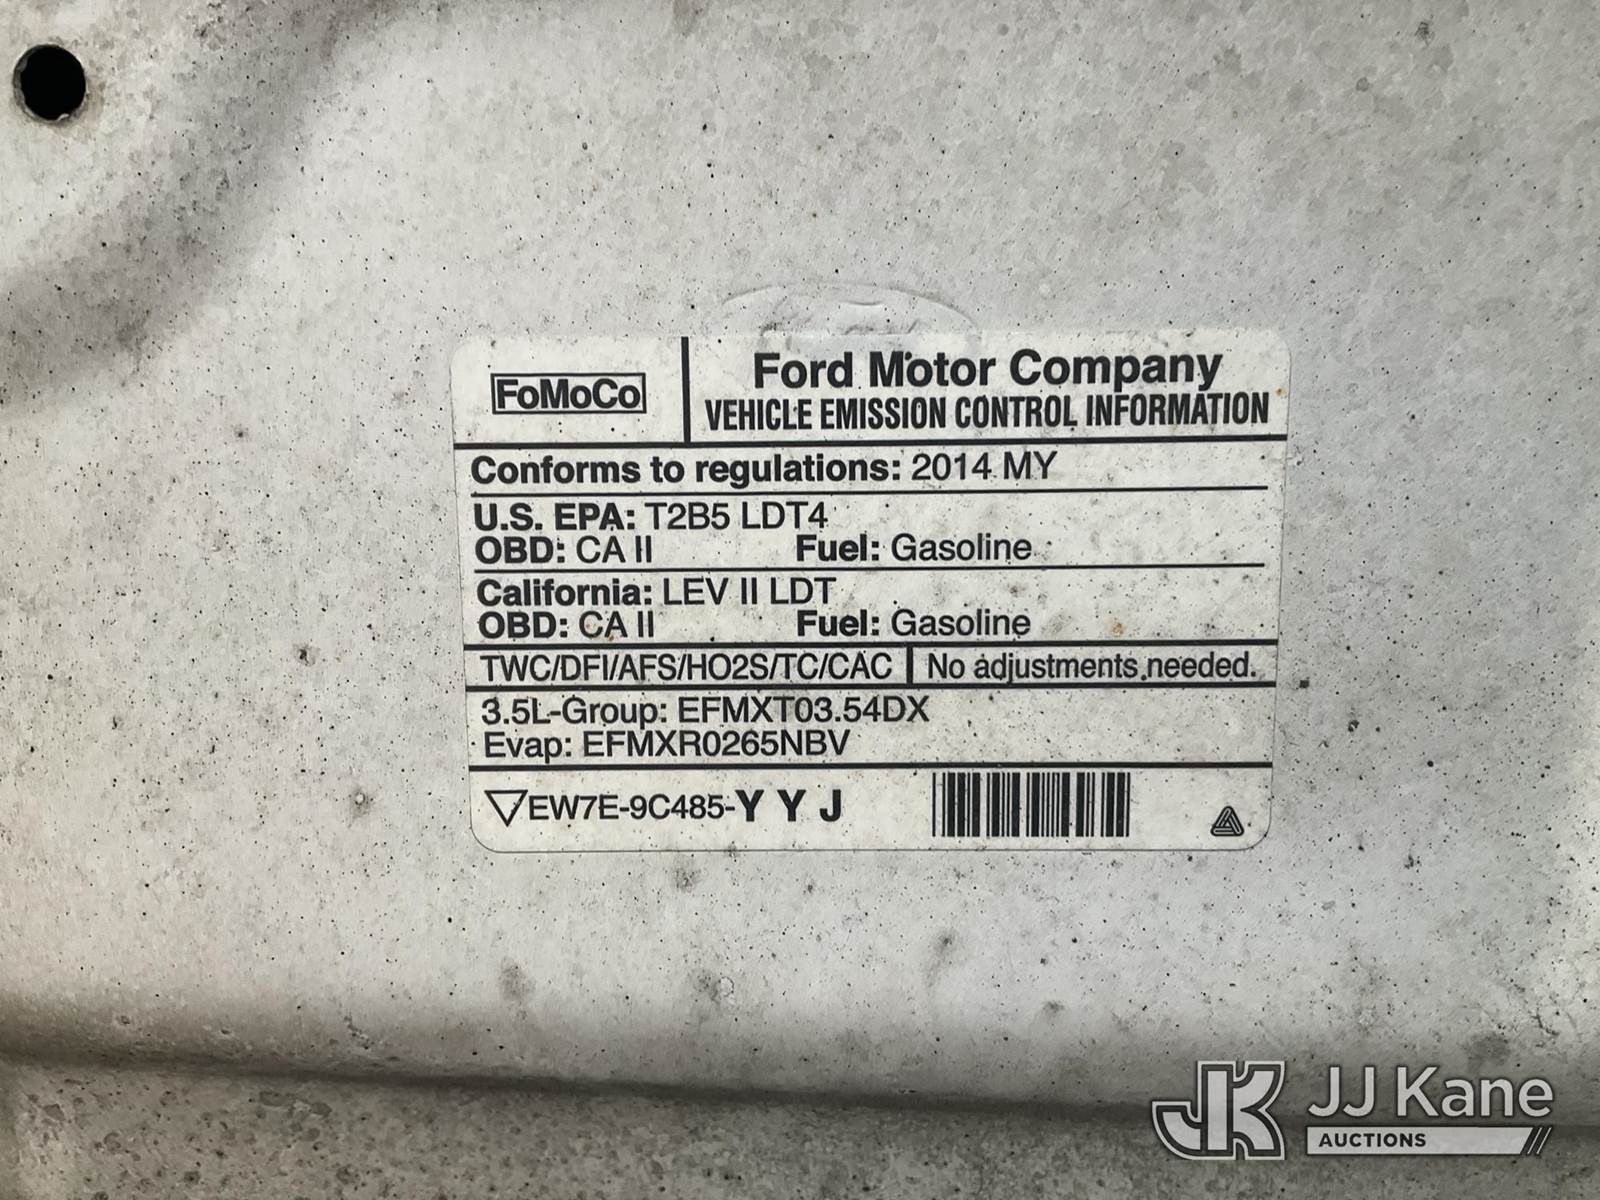 FoMoCo
Ford Motor Company
VEHICLE EMISSION CONTROL INFORMATION
Conforms to regulations: 2014 MY
U.S. EPA: T2B5 LDT4
OBD: CA II Fuel: Gasoline
California: LEV II LDT
OBD: CA II Fuel: Gasoline
TWC/DFI/AFS/HO2S/TC/CAC No adjustments needed.
3.5L-Group: EFMXT03.54DX
Evap: EFMXR0265NBV
EW7E-9C485-Y Y J
JK JJ Kane
AUCTIONS